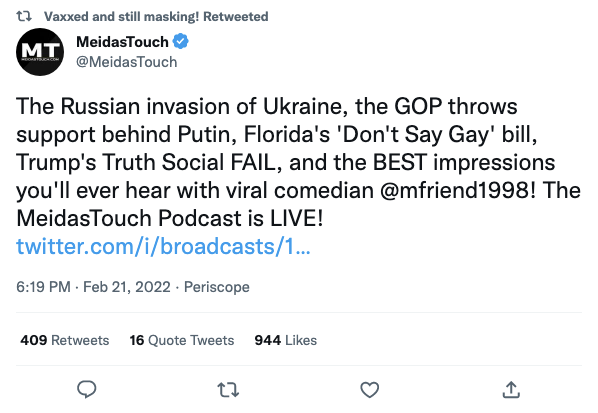 Vaxxed and still masking! Retweeted
MT
MEIDASTOUCH.COM
MeidasTouch
@MeidasTouch
The Russian invasion of Ukraine, the GOP throws
support behind Putin, Florida's 'Don't Say Gay' bill,
Trump's Truth Social FAIL, and the BEST impressions
you'll ever hear with viral comedian @mfriend1998! The
MeidasTouch Podcast is LIVE!
twitter.com/i/broadcasts/1...
6:19 PM · Feb 21, 2022 · Periscope
409 Retweets 16 Quote Tweets 944 Likes